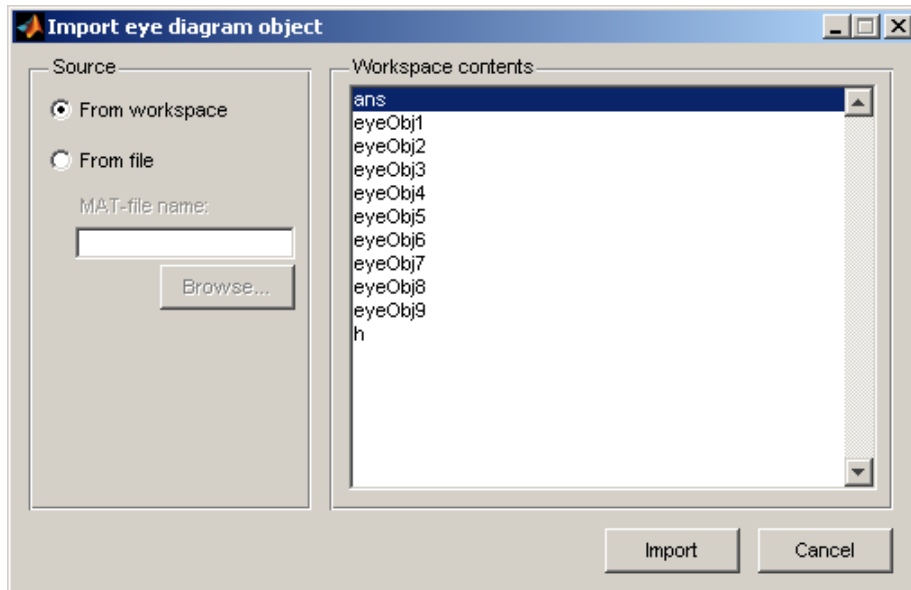 Import eye diagram object
Source
From workspace
From file
MAT-file name:
Browse...
Workspace contents
ans
eyeObj1
eyeObj2
eyeObj3
eyeObj4
eyeObj5
eyeObj6
eyeObj7
eyeObj8
eyeObj9
h
Import
Cancel